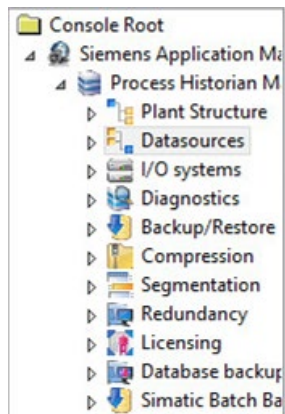 Console Root
Siemens Application Ma
Process Historian M
Plant Structure
Datasources
I/O systems
Diagnostics
Backup/Restore
Compression
Segmentation
Redundancy
Licensing
Database backup
Simatic Batch Ba